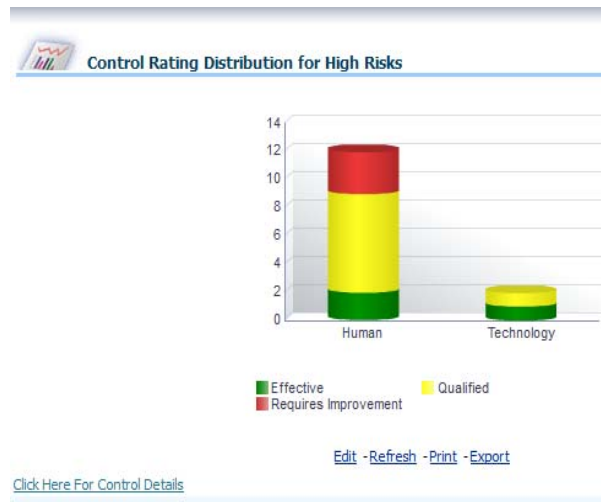 Control Rating Distribution for High Risks
14
12
10
8
6
4
2
0
Human Technology
Effective Qualified
Requires Improvement
Edit -Refresh -Print -Export
Click Here For Control Details